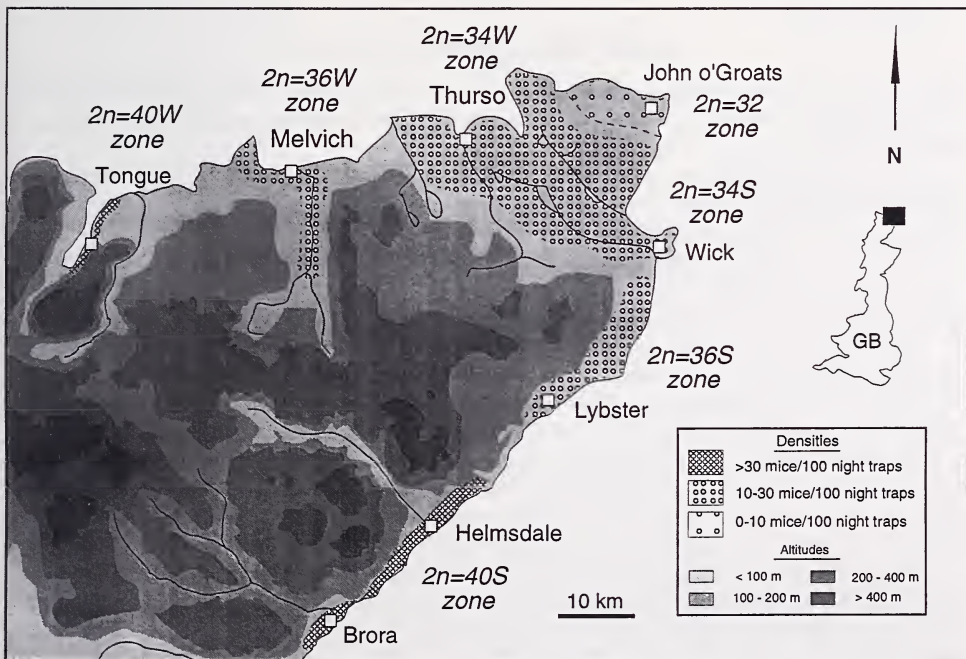 2n=34W
zone
2n=36W
zone
John o'Groats
Thurso
2n=32
zone
2n=40W
zone
Melvich
Tongue
N
2n=34S
zone
Wick
GB
2n=36S
zone
Lybster
Densities
>30 mice/100 night traps
10-30 mice/100 night traps
0-10 mice/100 night traps
Altitudes
< 100 m
200 - 400 m
100 - 200 m
> 400 m
Helmsdale
2n=40S
zone
10 km
Brora